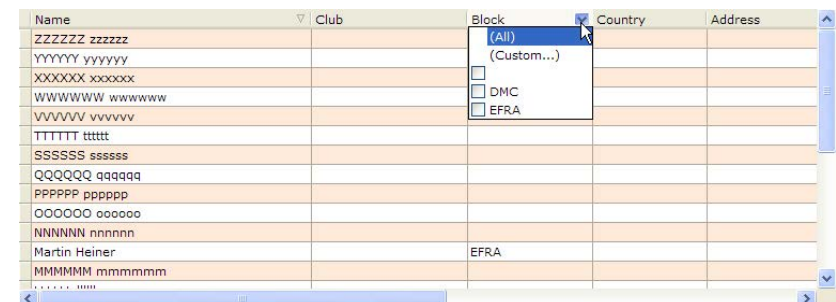 Name Club Block Country Address
ZZZZZZ zzzzzz (All)
YYYYYY yyyyyy (Custom...)
XXXXXX xxxxxx
WWWWWW wwwwww DMC
VVVVVV vvvvvv EFRA
TTTTTT tttttt
SSSSSS ssssss
QQQQQQ qqqqqq
PPPPPP pppppp
OOOOOO oooooo
NNNNNN nnnnnn
Martin Heiner EFRA
MMMMMM mmmmmm